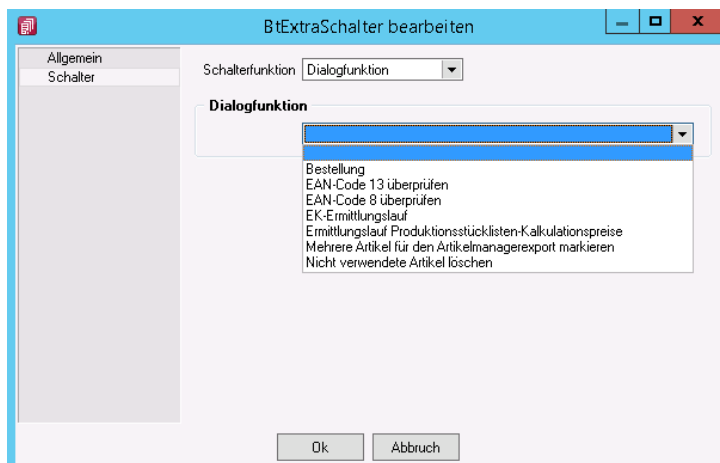 BtExtraSchalter bearbeiten
Allgemein
Schalter
Schalterfunktion Dialogfunktion
Dialogfunktion
Bestellung
EAN-Code 13 überprüfen
EAN-Code 8 überprüfen
EK-Ermittlungslauf
Ermittlungslauf Produktionsstücklisten-Kalkulationspreise
Mehrere Artikel für den Artikelmanagerexport markieren
Nicht verwendete Artikel löschen
Ok Abbruch